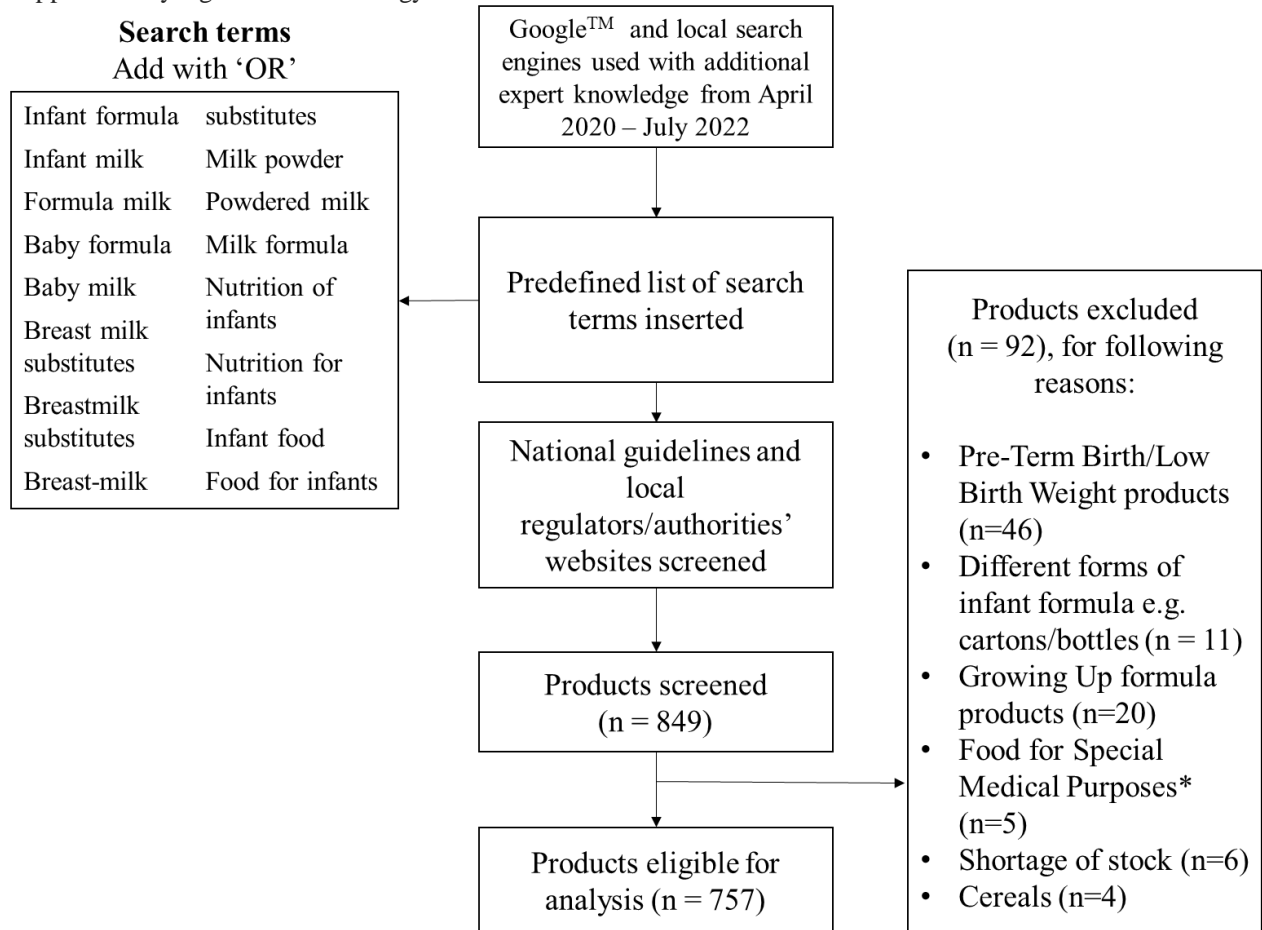 Search terms
Add with ‘OR’
Infant formula
Infant milk
Formula milk
Baby formula
Baby milk
Breast milk
substitutes
Breastmilk
substitutes
Breast-milk
substitutes
Milk powder
Powdered milk
Milk formula
Nutrition of
infants
Nutrition for
infants
Infant food
Food for infants
Google™ and local search
engines used with additional
expert knowledge from April
2020 – July 2022
Predefined list of search
terms inserted
National guidelines and
local
regulators/authorities’
websites screened
Products screened
(n = 849)
Products eligible for
analysis (n = 757)
Products excluded
(n = 92), for following
reasons:
• Pre-Term Birth/Low
Birth Weight products
(n=46)
• Different forms of
infant formula e.g.
cartons/bottles (n = 11)
• Growing Up formula
products (n=20)
• Food for Special
Medical Purposes*
(n=5)
• Shortage of stock (n=6)
• Cereals (n=4)